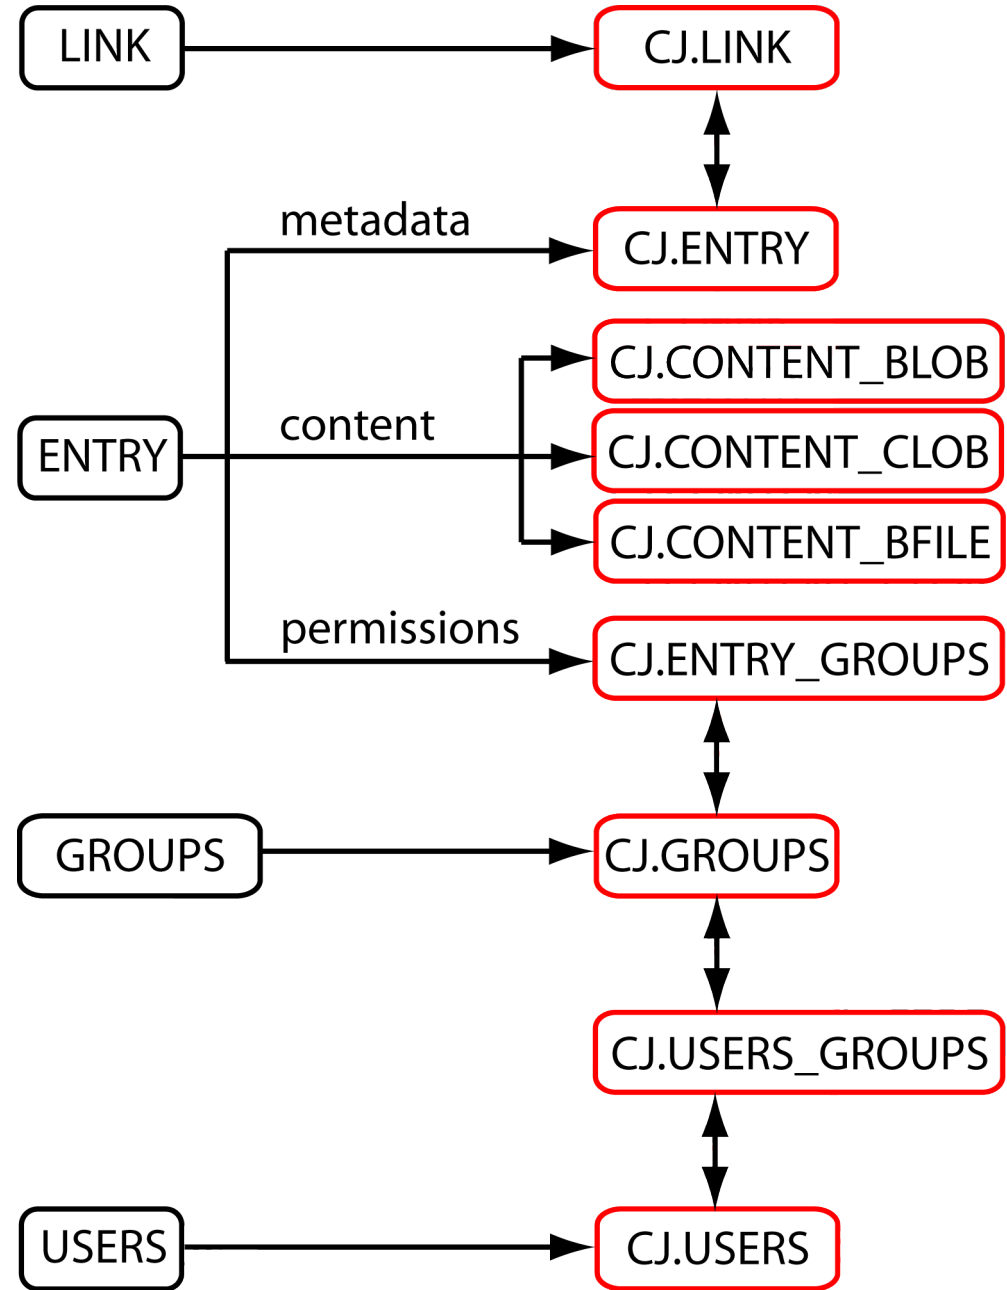 LINK
CJ.LINK
metadata
CJ.ENTRY
CJ.CONTENT_BLOB
ENTRY
content
CJ.CONTENT_CLOB
CJ.CONTENT_BFILE
permissions
CJ.ENTRY_GROUPS
GROUPS
CJ.GROUPS
CJ.USERS_GROUPS
USERS
CJ.USERS